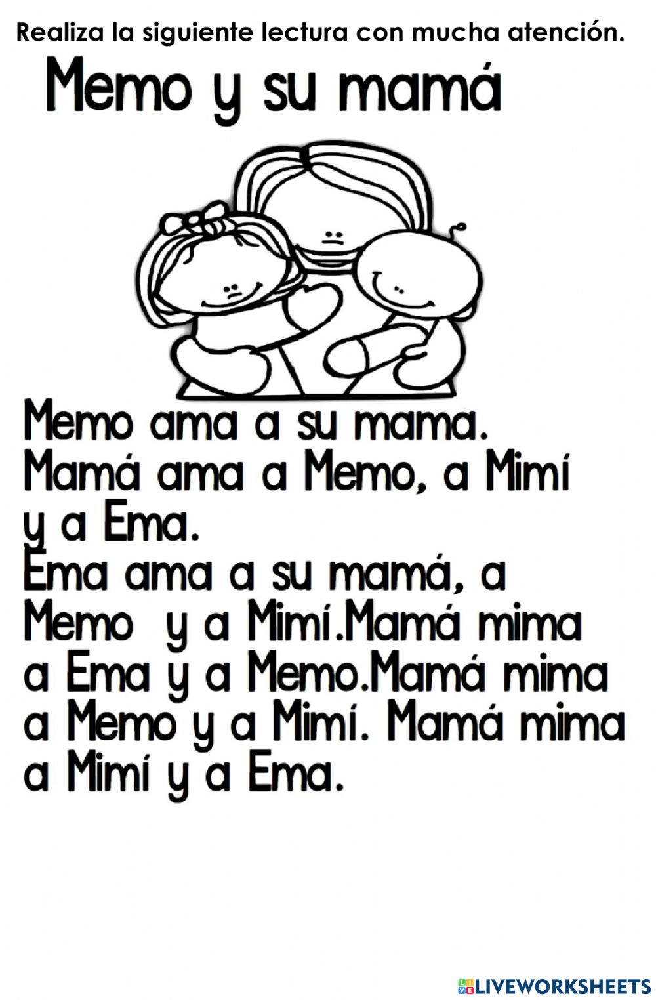 Realiza la siguiente lectura con mucha atención.
Memo y su mamá
Memo ama a su mama.
Mamá ama a Memo, a Mimí
y a Ema.
Ema ama a su mamá, a
Memo y a Mimí.Mamá mima
a Ema y a Memo.Mamá mima
a Memo y a Mimí. Mamá mima
a Mimí y a Ema.
LIVE LIVEWORKSHEETS